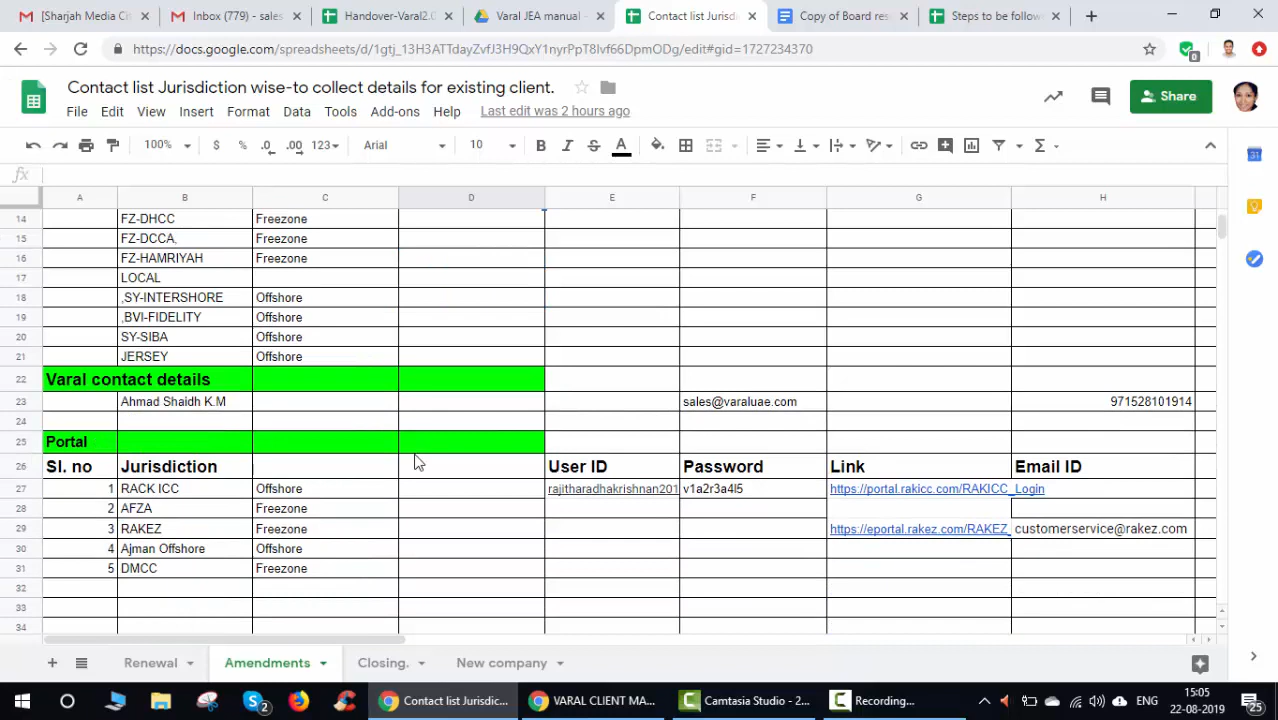 [Sharjah Media Cit
Inbox (779) - sales
Handover-Varal2.0
Varal JEA manual -
Contact list Jurisd
Copy of Board res
Steps to be follow
https://docs.google.com/spreadsheets/d/1gtj_13H3ATTdayZvfJ3H9QxY1nyrPpT8Ivf66DpmODg/edit#gid=1727234370
Contact list Jurisdiction wise-to collect details for existing client.
File Edit View Insert Format Data Tools Add-ons Help Last edit was 2 hours ago
Share
100% $ % .0 .00 123 Arial 10 B I S A
fx
A B C D E F G H
14 FZ-DHCC Freezone
15 FZ-DCCA, Freezone
16 FZ-HAMRIYAH Freezone
17 LOCAL
18 ,SY-INTERSHORE Offshore
19 ,BVI-FIDELITY Offshore
20 SY-SIBA Offshore
21 JERSEY Offshore
22 Varal contact details
23 Ahmad Shaidh K.M sales@varaluae.com 971528101914
24
25 Portal
26 Sl. no Jurisdiction User ID Password Link Email ID
27 1 RACK ICC Offshore rajitharadhakrishnan201 v1a2r3a4l5 https://portal.rakicc.com/RAKICC_Login
28 2 AFZA Freezone
29 3 RAKEZ Freezone https://eportal.rakez.com/RAKEZ_ customerservice@rakez.com
30 4 Ajman Offshore Offshore
31 5 DMCC Freezone
32
33
34
Renewal Amendments Closing. New company
31
2
Contact list Jurisdic...
VARAL CLIENT MA...
Camtasia Studio - 2...
Recording...
ENG
15:05
22-08-2019
25